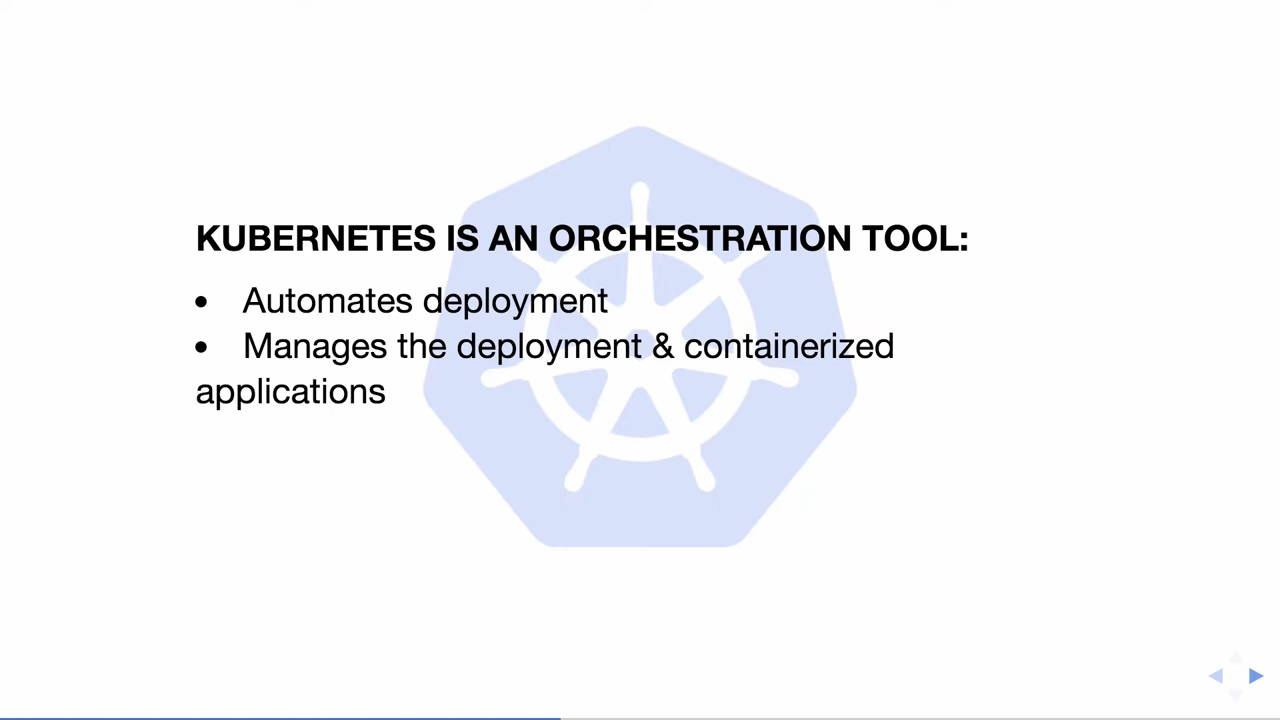 KUBERNETES IS AN ORCHESTRATION TOOL:
• Automates deployment
• Manages the deployment & containerized
applications